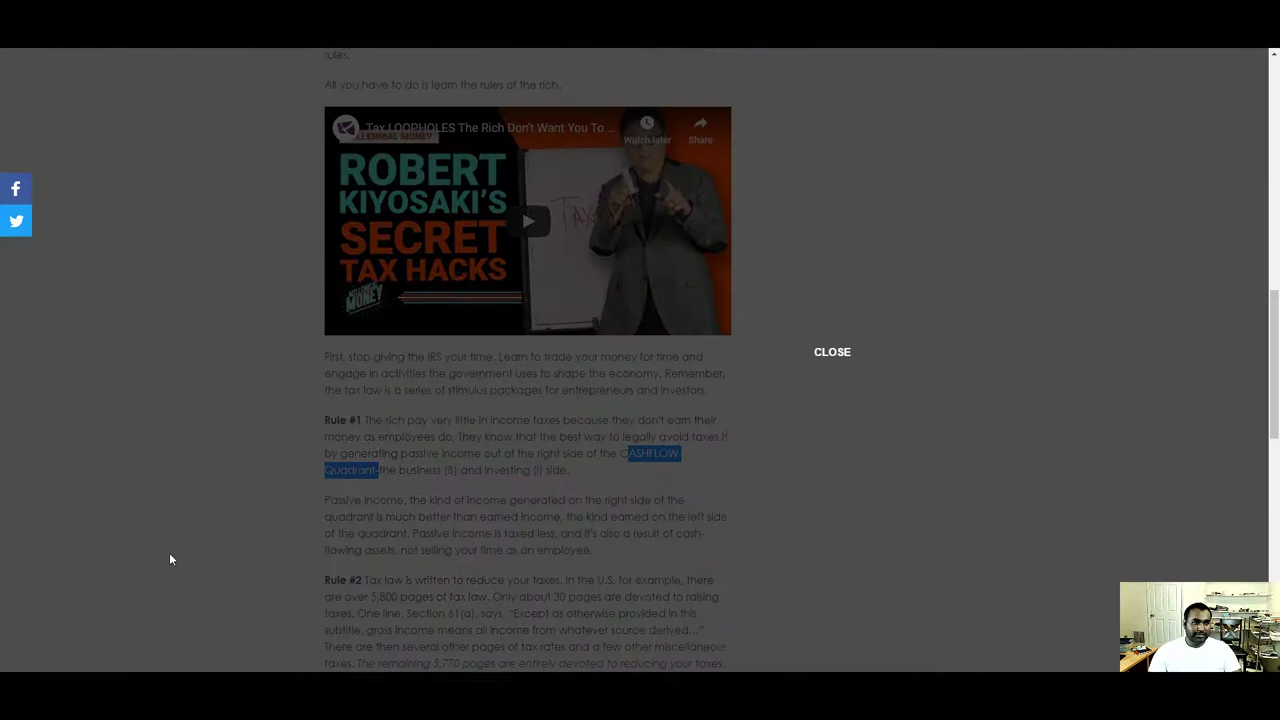 rules.
All you have to do is learn the rules of the rich.
Tax LOOPHOLES The Rich Don't Want You To ...
Watch later
Share
MILLENNIAL MONEY
ROBERT
KIYOSAKI'S
SECRET
TAX HACKS
TAX
MILLENNIAL
MONEY
CLOSE
First, stop giving the IRS your time. Learn to trade your money for time and
engage in activities the government uses to shape the economy. Remember,
the tax law is a series of stimulus packages for entrepreneurs and investors.
Rule #1 The rich pay very little in income taxes because they don't earn their
money as employees do. They know that the best way to legally avoid taxes is
by generating passive income out of the right side of the CASHFLOW
Quadrant-the business (B) and investing (I) side.
Passive income, the kind of income generated on the right side of the
quadrant is much better than earned income, the kind earned on the left side
of the quadrant. Passive income is taxed less, and it's also a result of cash-
flowing assets, not selling your time as an employee.
Rule #2 Tax law is written to reduce your taxes. In the U.S. for example, there
are over 5,800 pages of tax law. Only about 30 pages are devoted to raising
taxes. One line, Section 61(a), says, "Except as otherwise provided in this
subtitle, gross income means all income from whatever source derived…"
There are then several other pages of tax rates and a few other miscellaneous
taxes. The remaining 5,770 pages are entirely devoted to reducing your taxes.